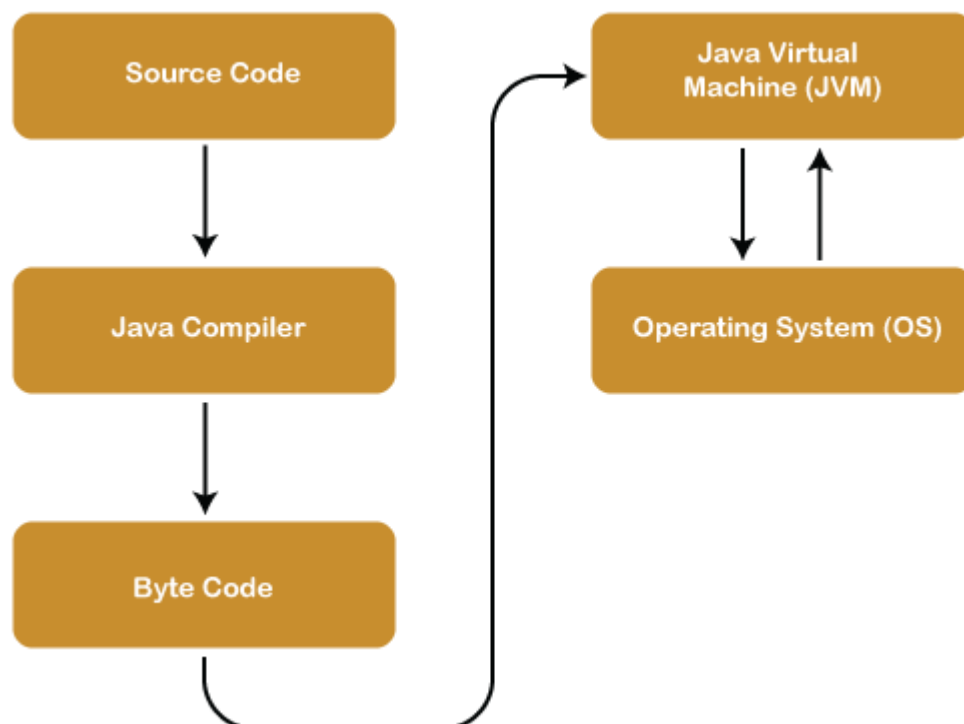 Source Code
Java Compiler
Byte Code
Java Virtual
Machine (JVM)
Operating System (OS)